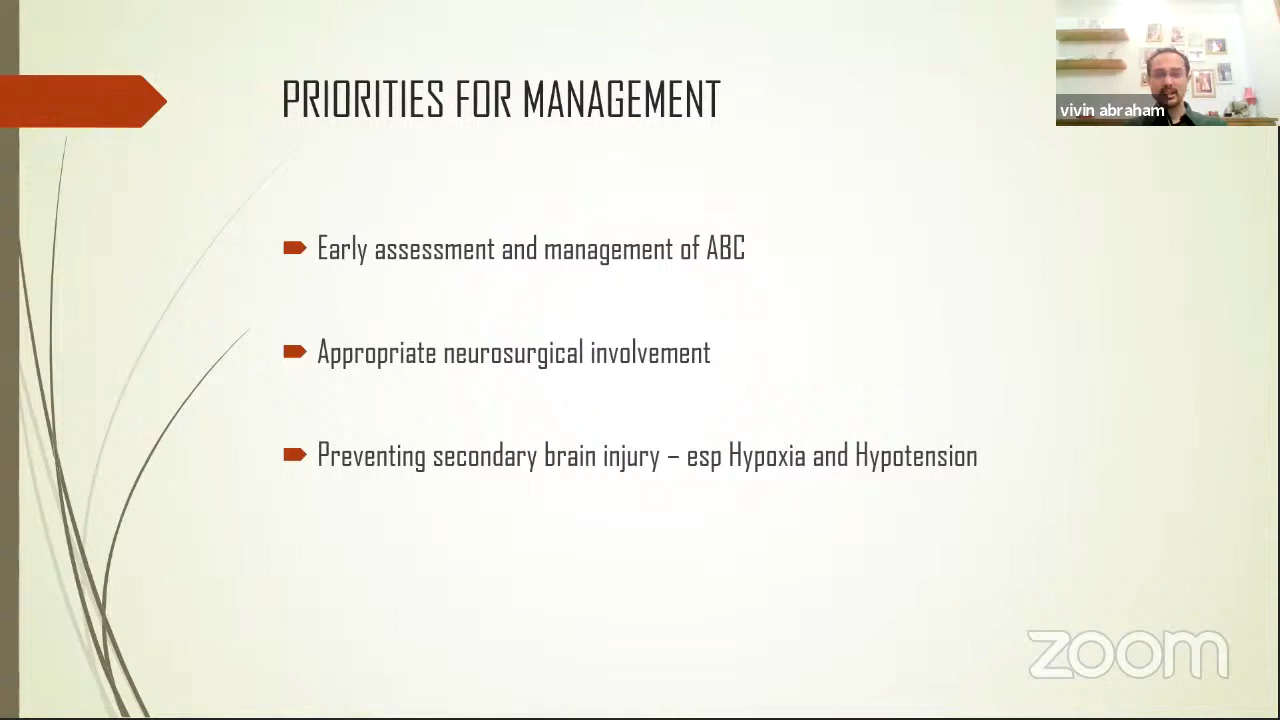 PRIORITIES FOR MANAGEMENT
vivin abraham
Early assessment and management of ABC
Appropriate neurosurgical involvement
Preventing secondary brain injury – esp Hypoxia and Hypotension
zoom